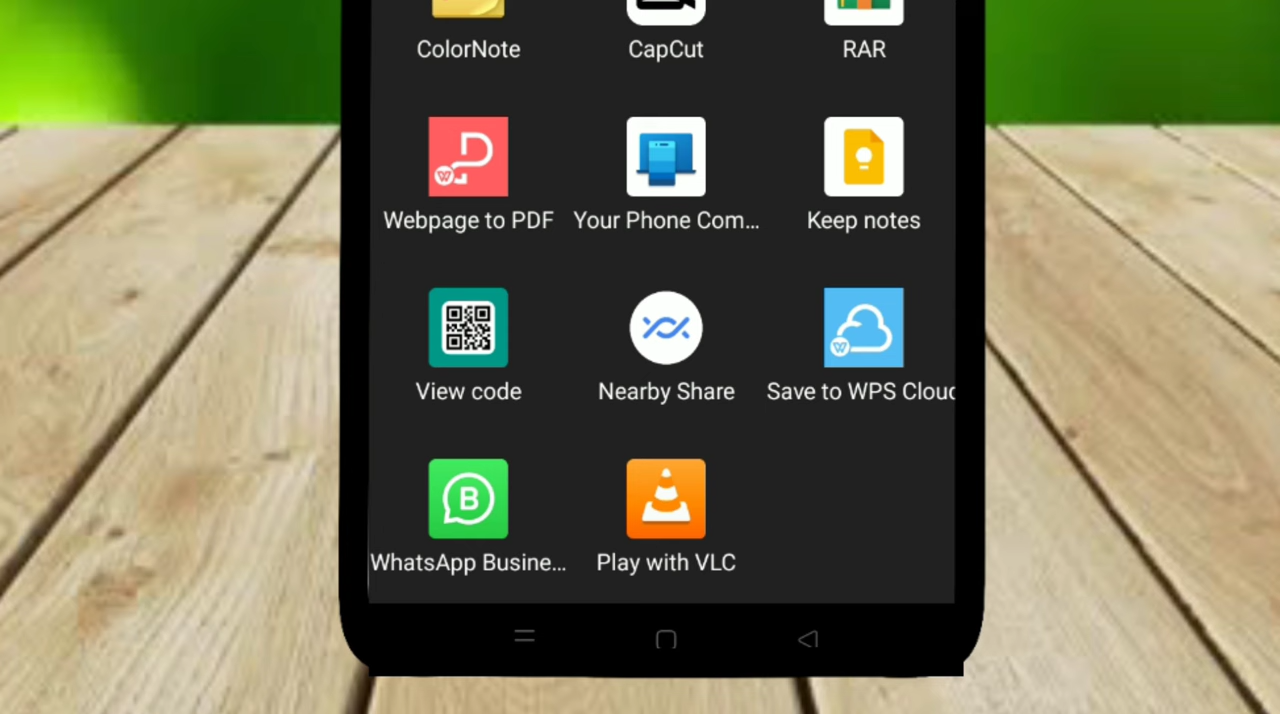 ColorNote CapCut RAR
Webpage to PDF Your Phone Com... Keep notes
View code Nearby Share Save to WPS Cloud
B
WhatsApp Busine... Play with VLC